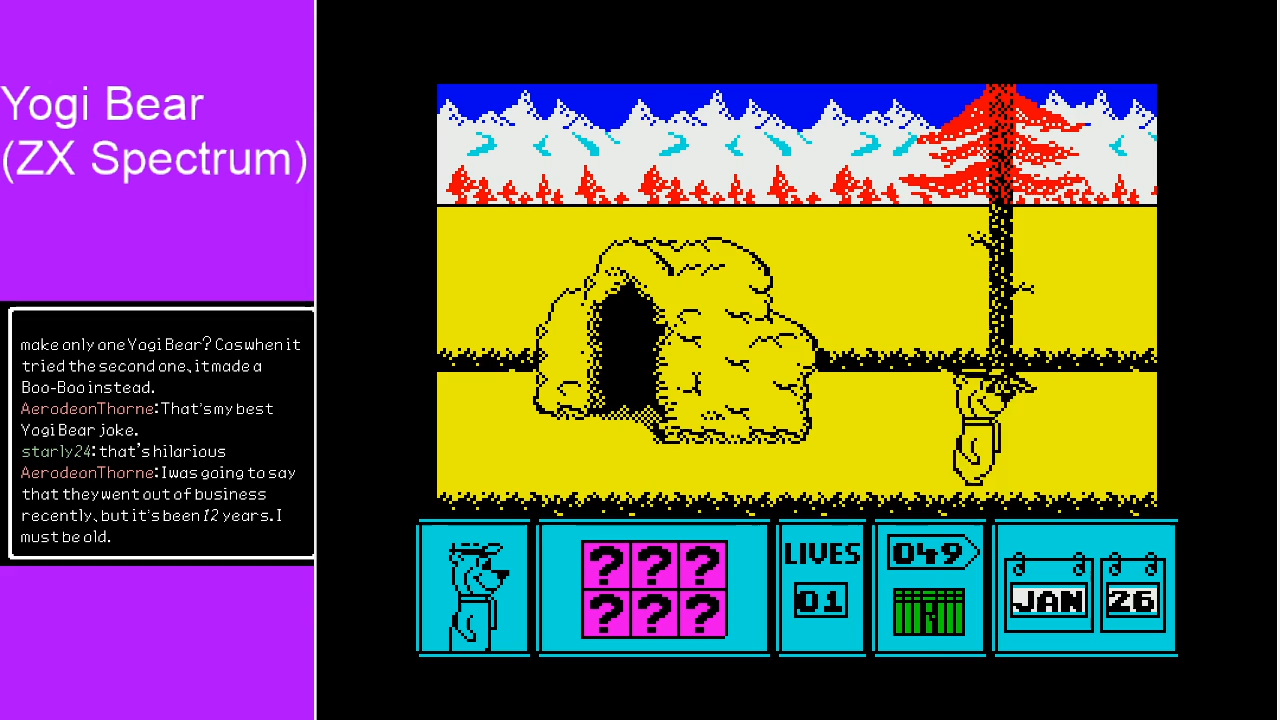 Yogi Bear
(ZX Spectrum)
make only one Yogi Bear? Cos when it
tried the second one, it made a
Boo-Boo instead.
AerodeonThorne: That's my best
Yogi Bear joke.
starly24: that's hilarious
AerodeonThorne: I was going to say
that they went out of business
recently, but it's been 12 years. I
must be old.
? ? ?
? ? ?
LIVES
01
049
JAN 26